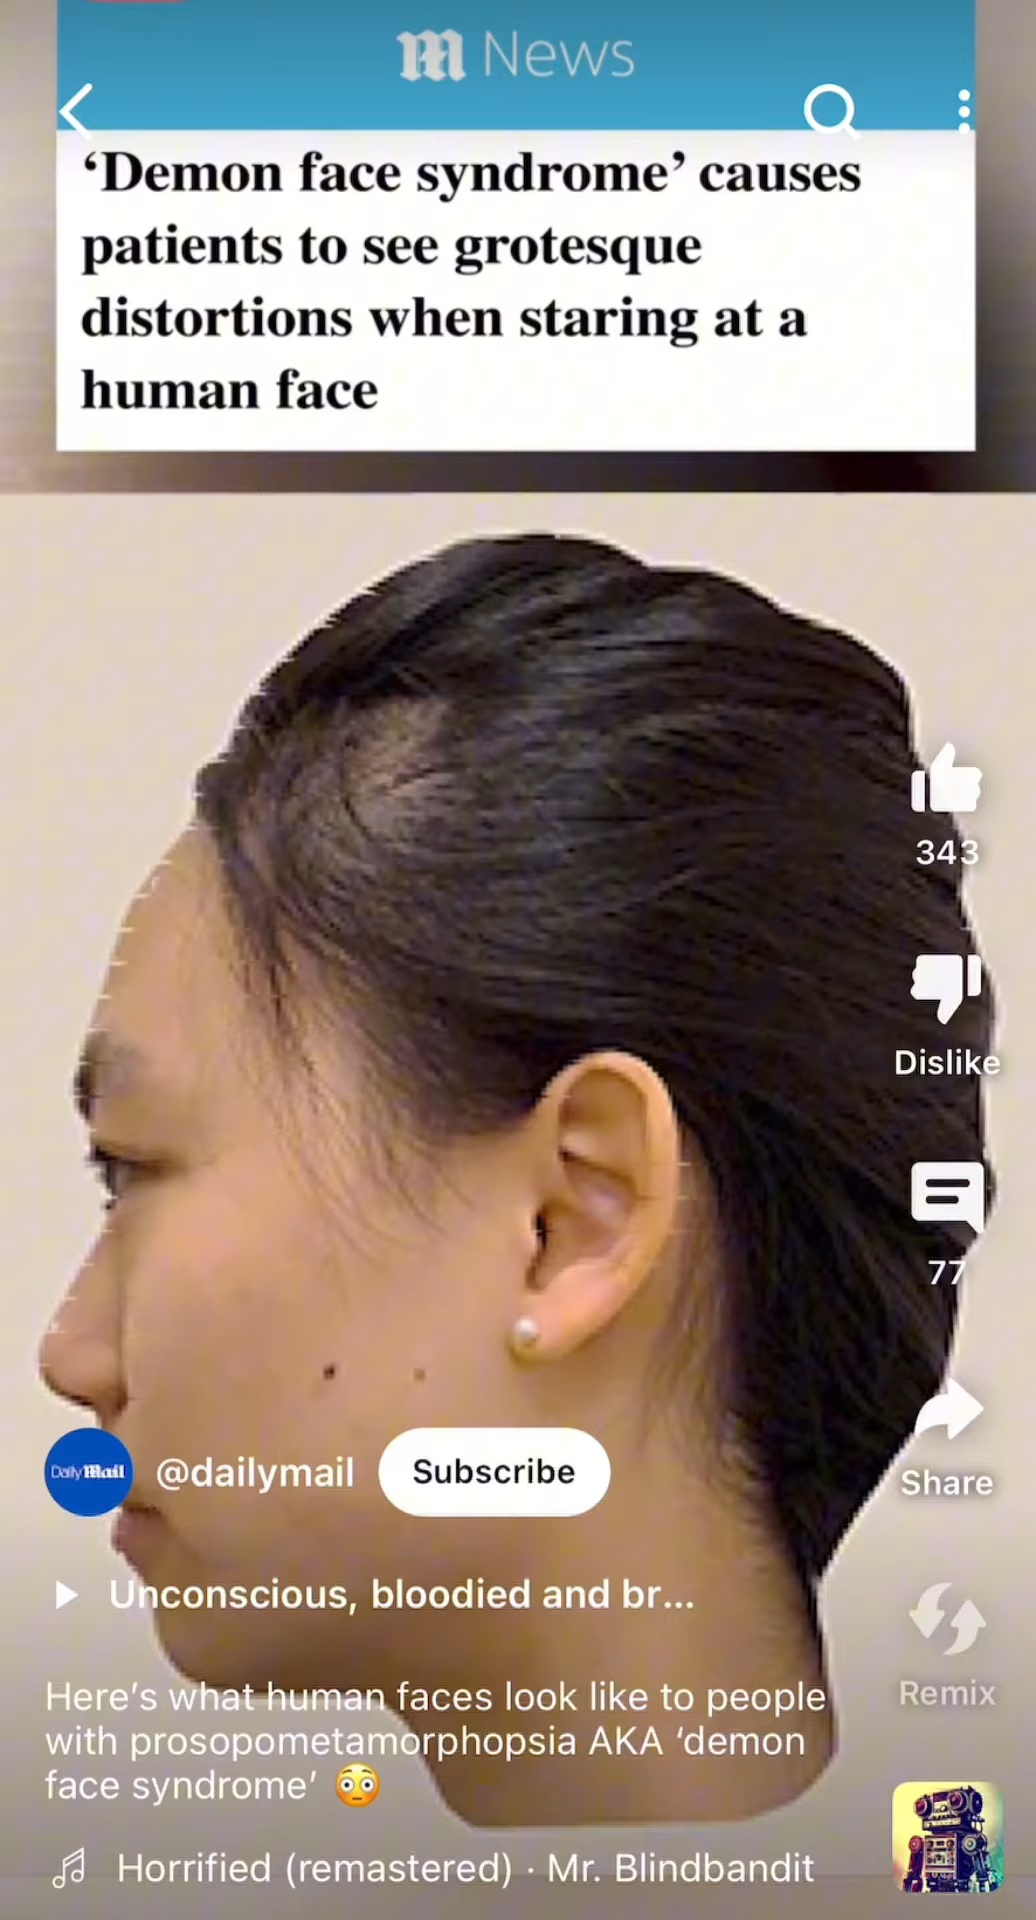 m News
‘Demon face syndrome’ causes
patients to see grotesque
distortions when staring at a
human face
343
Dislike
77
Share
Daily Mail @dailymail Subscribe
Unconscious, bloodied and br...
Remix
Here’s what human faces look like to people
with prosopometamorphopsia AKA ‘demon
face syndrome’ 😳
Horrified (remastered) · Mr. Blindbandit